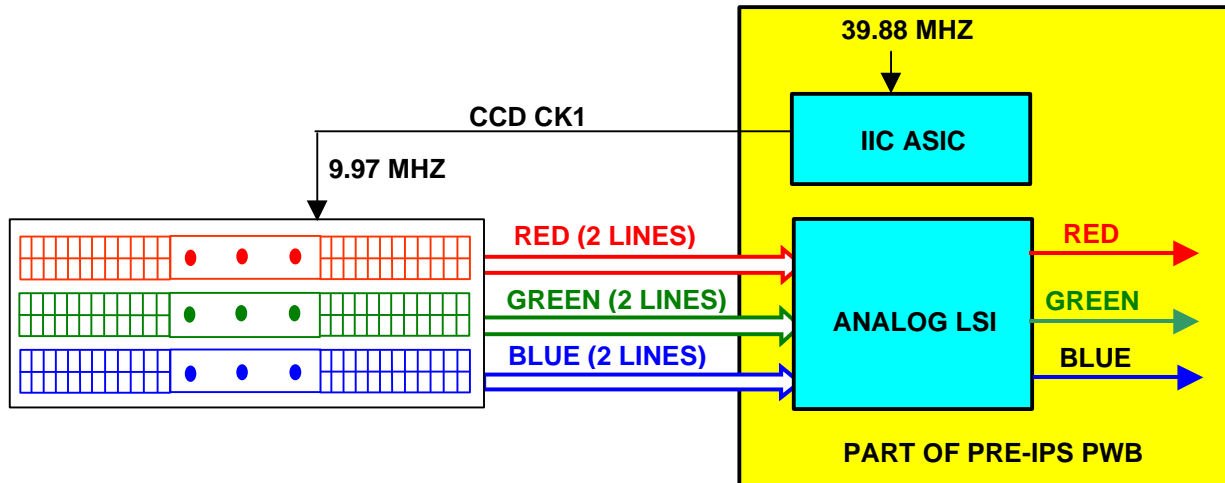 39.88 MHZ
CCD CK1
IIC ASIC
9.97 MHZ
RED (2 LINES)
RED
GREEN (2 LINES)
GREEN
ANALOG LSI
BLUE (2 LINES)
BLUE
PART OF PRE-IPS PWB